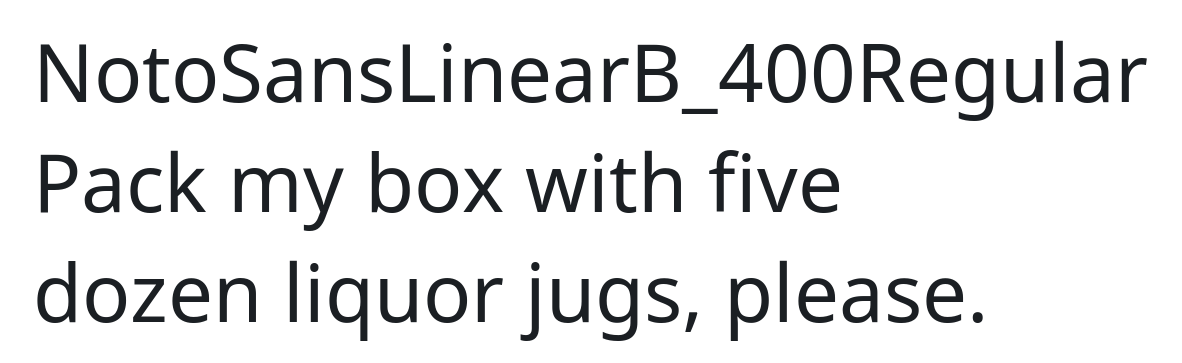 NotoSansLinearB_400Regular
Pack my box with five
dozen liquor jugs, please.